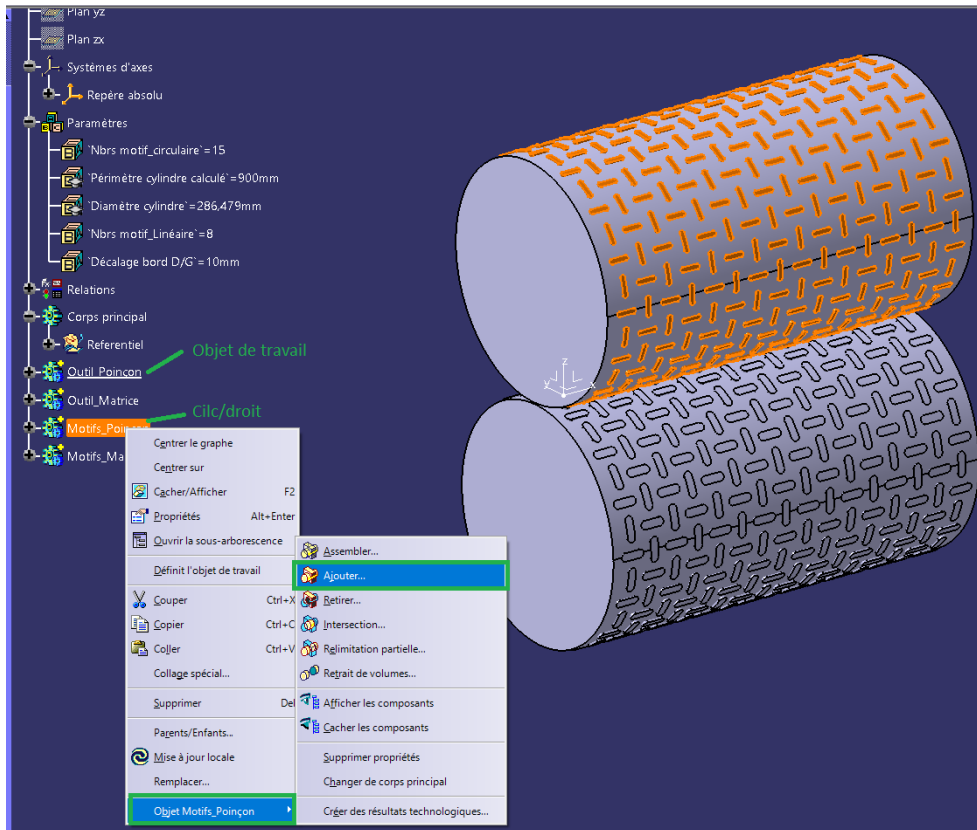 Plan yz
Plan zx
Systèmes d'axes
Repère absolu
Paramètres
`Nbrs motif_circulaire`=15
`Périmètre cylindre calculé`=900mm
`Diamètre cylindre`=286,479mm
`Nbrs motif_Linéaire`=8
`Décalage bord D/G`=10mm
Relations
Corps principal
Referentiel
Objet de travail
Outil_Poinçon
Outil_Matrice
Cilc/droit
Motifs_Poinçon
Motifs_Ma
Centrer le graphe
Centrer sur
Cacher/Afficher F2
Propriétés Alt+Enter
Ouvrir la sous-arborescence
Définit l'objet de travail
Couper Ctrl+X
Copier Ctrl+C
Coller Ctrl+V
Collage spécial...
Supprimer Del
Parents/Enfants...
Mise à jour locale
Remplacer...
Objet Motifs_Poinçon
Assembler...
Ajouter...
Retirer...
Intersection...
Relimitation partielle...
Retrait de volumes...
Afficher les composants
Cacher les composants
Supprimer propriétés
Changer de corps principal
Créer des résultats technologiques...
z
y
x